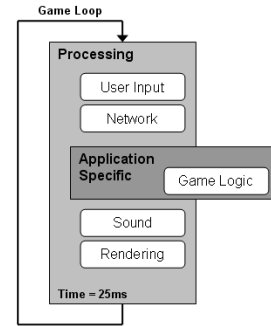 Game Loop
Processing
User Input
Network
Application
Specific
Game Logic
Sound
Rendering
Time = 25ms